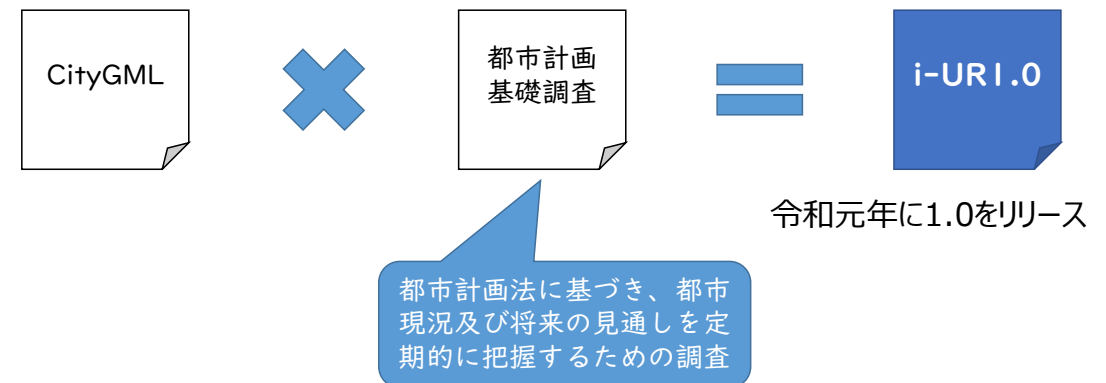 CityGML
都市計画
基礎調査
i-UR1.0
令和元年に1.0をリリース
都市計画法に基づき、都市
現況及び将来の見通しを定
期的に把握するための調査